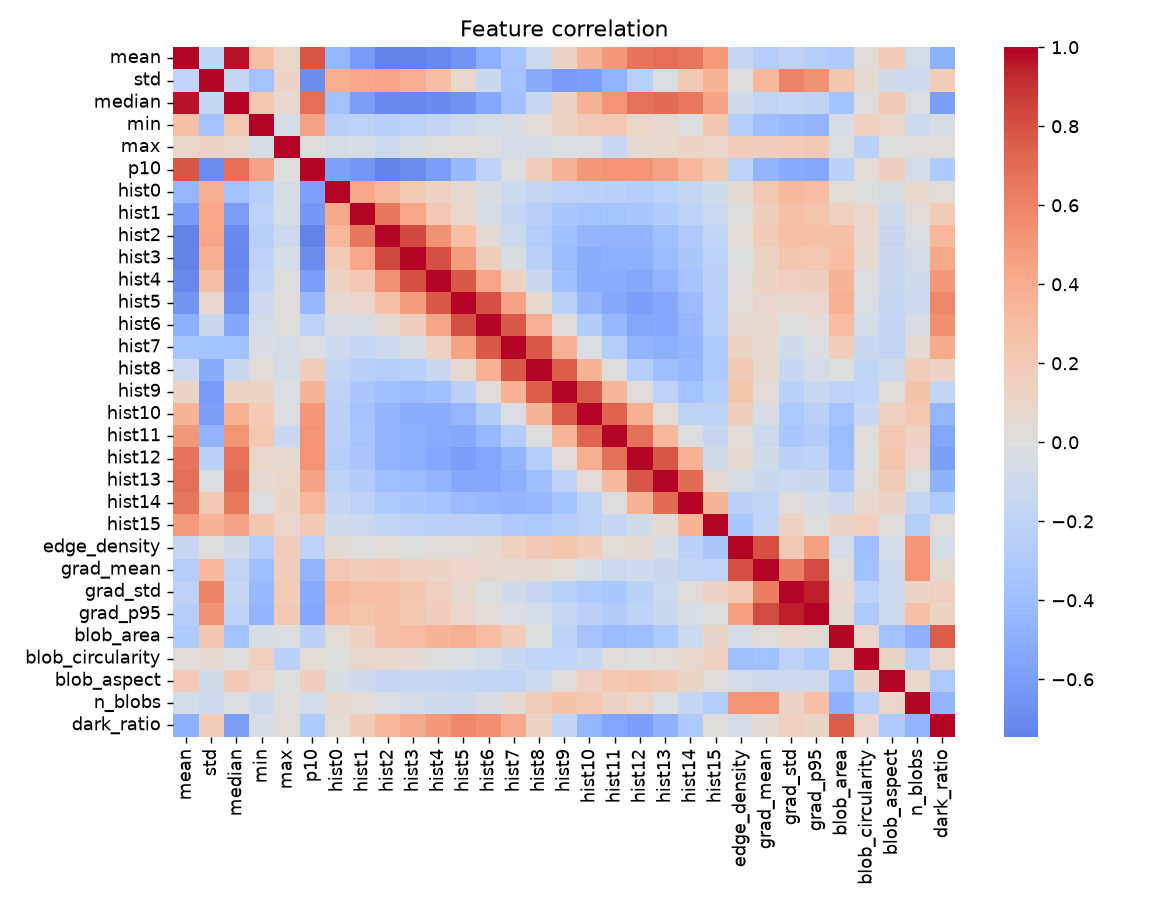 Feature correlation
mean
std
median
min
max
p10
hist0
hist1
hist2
hist3
hist4
hist5
hist6
hist7
hist8
hist9
hist10
hist11
hist12
hist13
hist14
hist15
edge_density
grad_mean
grad_std
grad_p95
blob_area
blob_circularity
blob_aspect
n_blobs
dark_ratio
mean
std
median
min
max
p10
hist0
hist1
hist2
hist3
hist4
hist5
hist6
hist7
hist8
hist9
hist10
hist11
hist12
hist13
hist14
hist15
edge_density
grad_mean
grad_std
grad_p95
blob_area
blob_circularity
blob_aspect
n_blobs
dark_ratio
1.0
0.8
0.6
0.4
0.2
0.0
−0.2
−0.4
−0.6